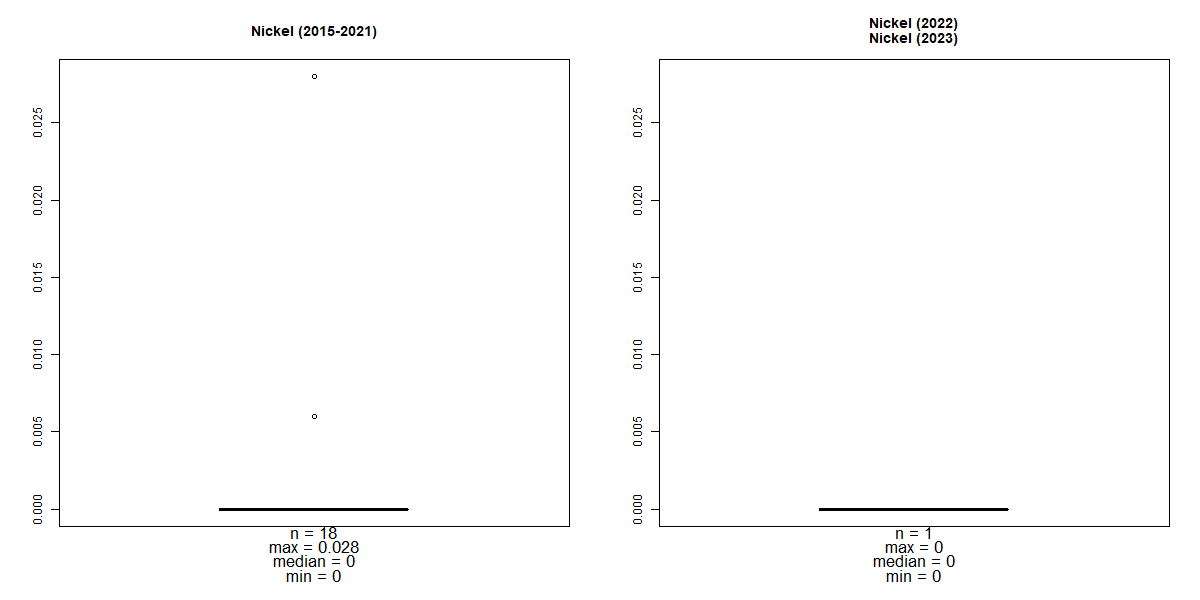 Nickel (2015-2021)
0.025
0.020
0.015
0.010
0.005
0.000
n = 18
max = 0.028
median = 0
min = 0
Nickel (2022)
Nickel (2023)
0.025
0.020
0.015
0.010
0.005
0.000
n = 1
max = 0
median = 0
min = 0